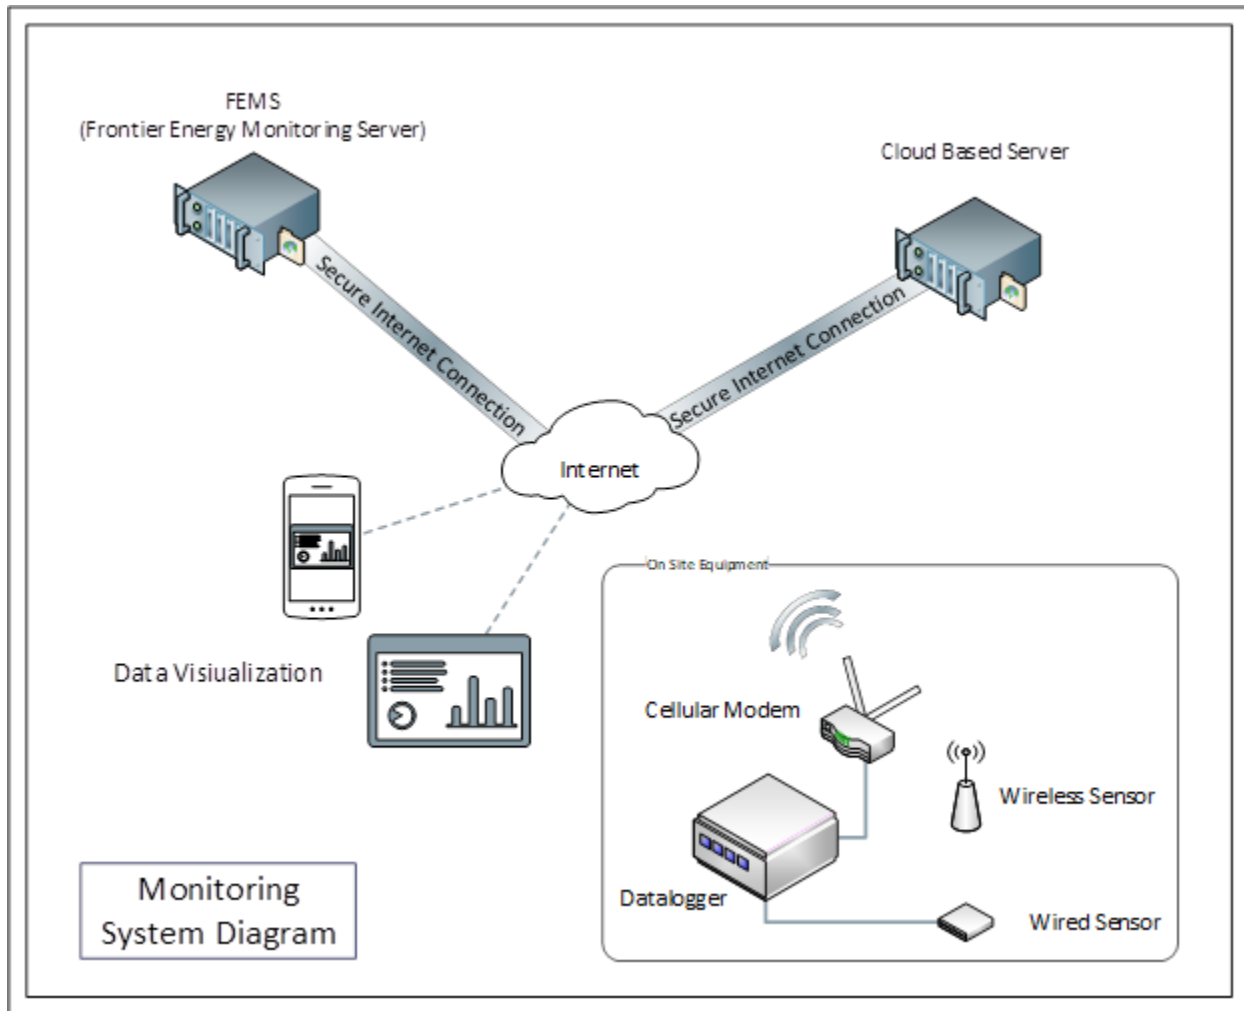 FEMS
(Frontier Energy Monitoring Server)
Cloud Based Server
Secure Internet Connection
Secure Internet Connection
Internet
On Site Equipment
Data Visiualization
Cellular Modem
Wireless Sensor
Datalogger
Wired Sensor
Monitoring
System Diagram